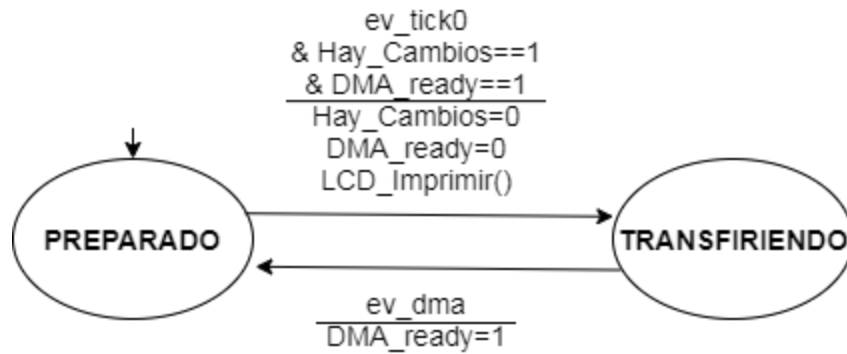 ev_tick0
& Hay_Cambios==1
& DMA_ready==1
Hay_Cambios=0
DMA_ready=0
LCD_Imprimir()
PREPARADO
TRANSFIRIENDO
ev_dma
DMA_ready=1